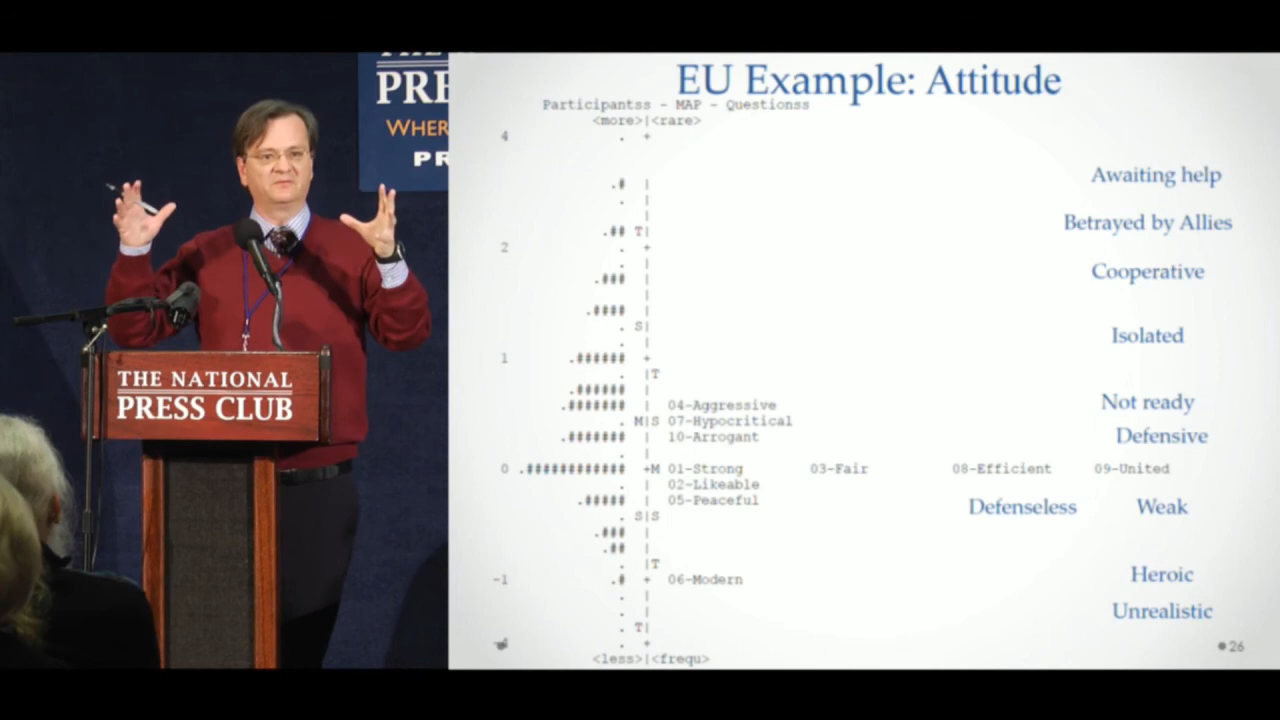 PRE
WHER
PR
THE NATIONAL
PRESS CLUB
EU Example: Attitude
Participantss - MAP - Questionss
<more>|<rare>
4 . +
.# |
. |
|
.## T|
2 . +
. |
.### |
|
.#### |
. S|
. |
1 .###### +
. |T
.###### |
.####### | 04-Aggressive
. M|S 07-Hypocritical
.####### | 10-Arrogant
. |
0 .############ +M 01-Strong 03-Fair 08-Efficient 09-United
. | 02-Likeable
.##### | 05-Peaceful
. S|S
.### |
.## |
. |T
-1 .# + 06-Modern
. |
. |
. T|
. +
<less>|<frequ>
Awaiting help
Betrayed by Allies
Cooperative
Isolated
Not ready
Defensive
Defenseless Weak
Heroic
Unrealistic
26